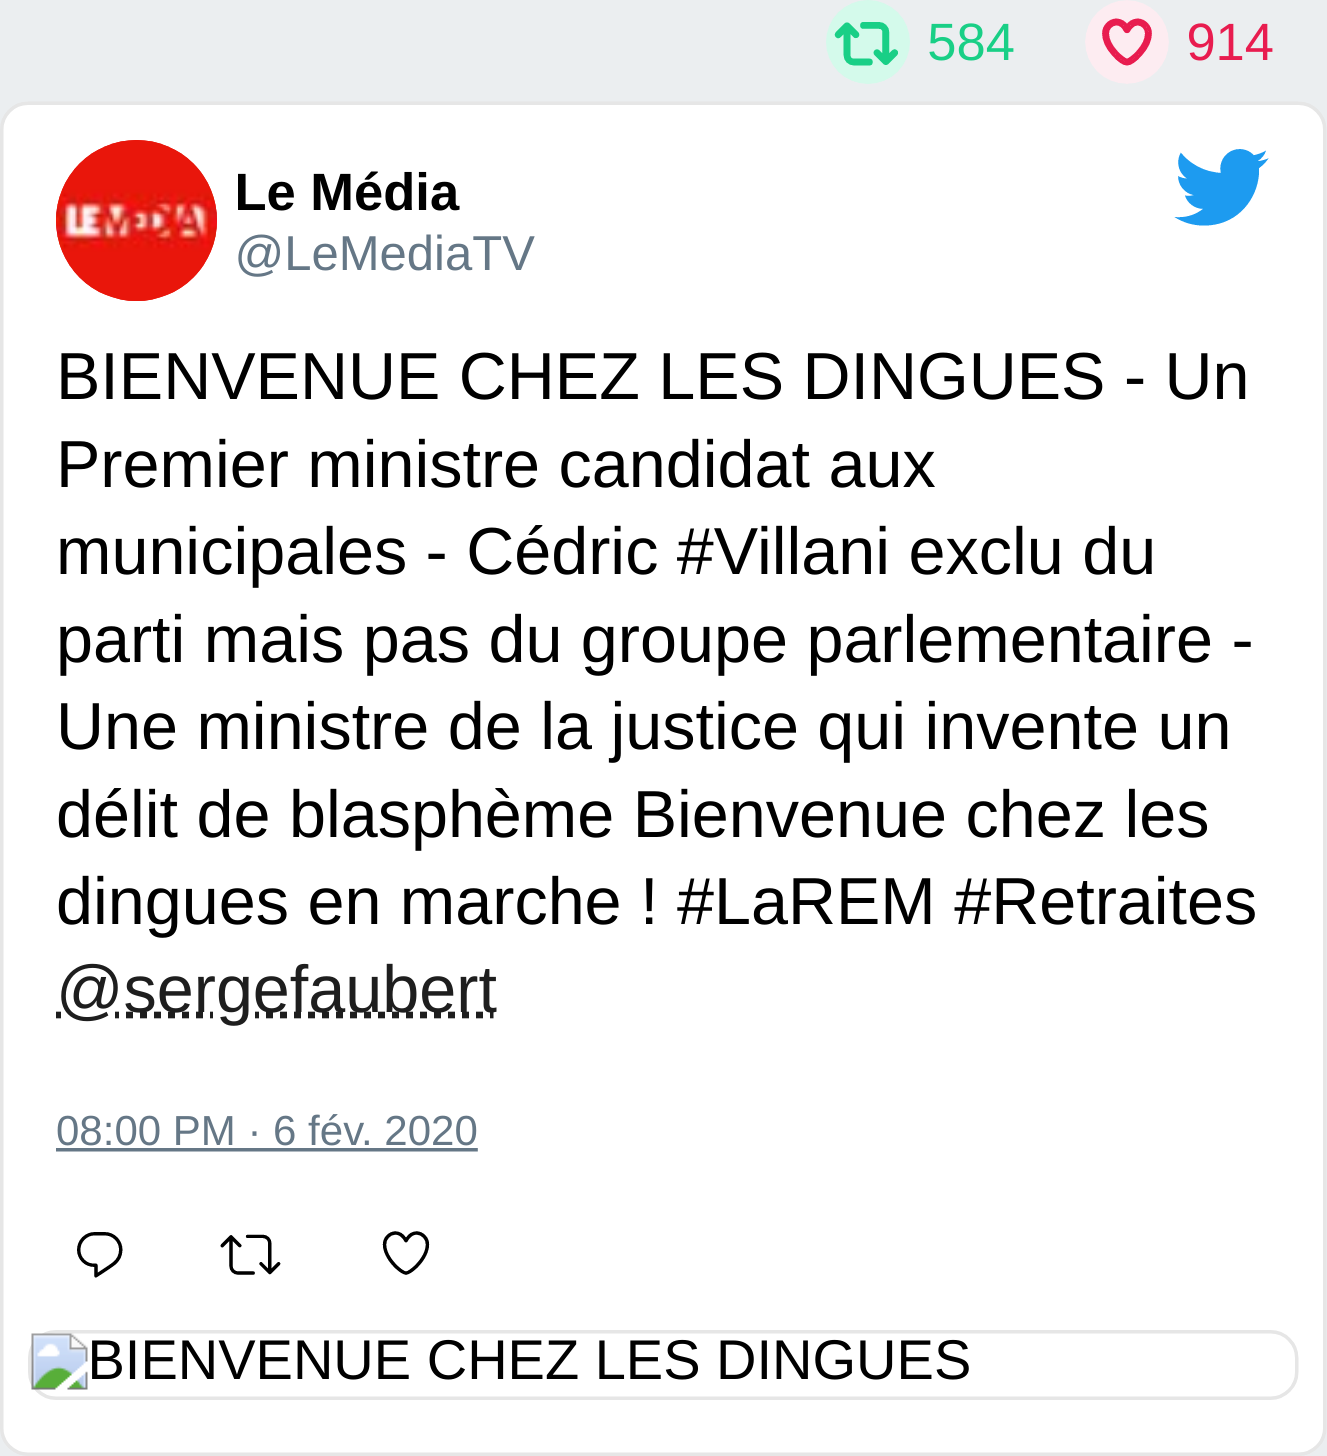 584 914
LE MEDIA
Le Média
@LeMediaTV
BIENVENUE CHEZ LES DINGUES - Un
Premier ministre candidat aux
municipales - Cédric #Villani exclu du
parti mais pas du groupe parlementaire -
Une ministre de la justice qui invente un
délit de blasphème Bienvenue chez les
dingues en marche ! #LaREM #Retraites
@sergefaubert
08:00 PM · 6 fév. 2020
BIENVENUE CHEZ LES DINGUES